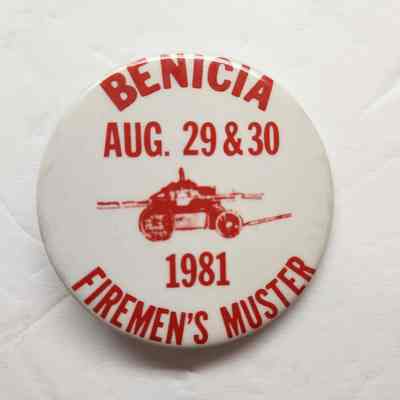 BENICIA
AUG. 29 & 30
1981
FIREMEN'S MUSTER